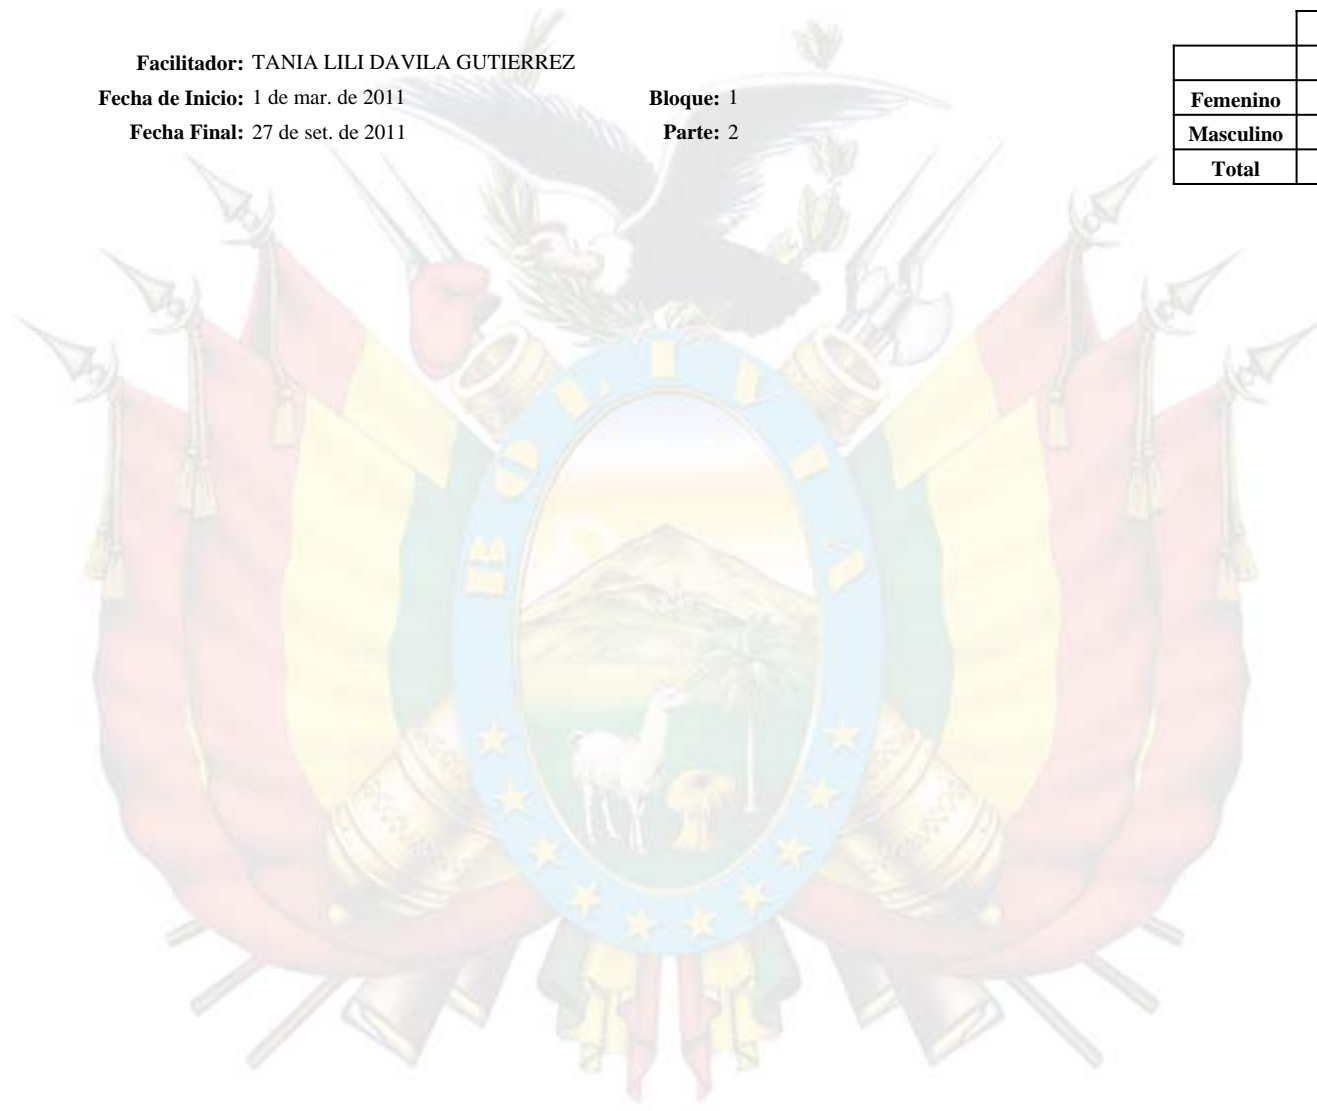 Facilitador: TANIA LILI DAVILA GUTIERREZ
Fecha de Inicio: 1 de mar. de 2011 Bloque: 1
Fecha Final: 27 de set. de 2011 Parte: 2
Femenino
Masculino
Total
BOLIVIA